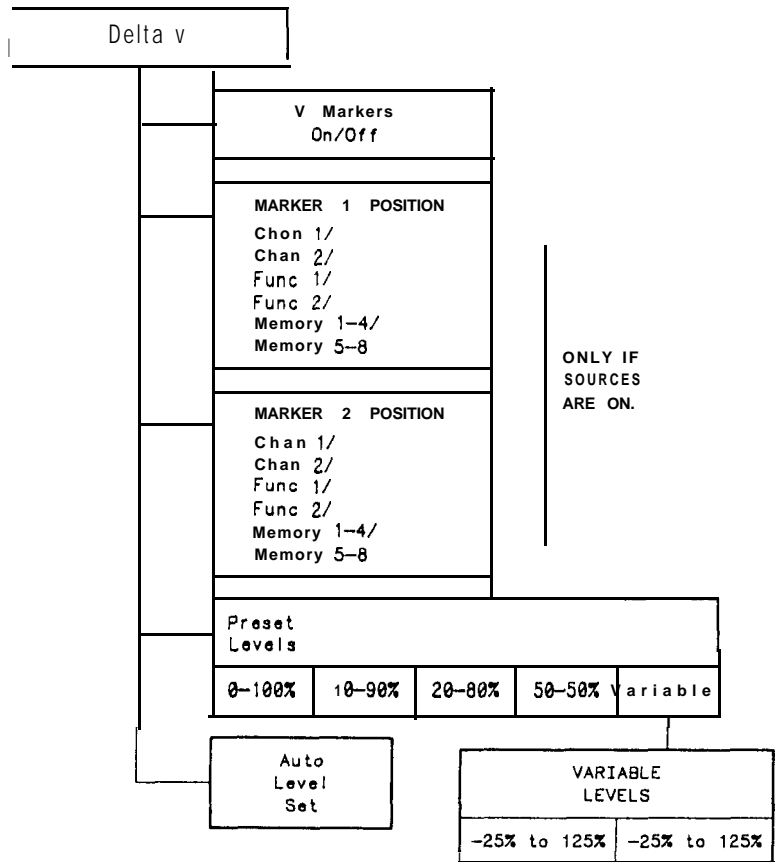 Delta v
V Markers
On/Off
MARKER 1 POSITION
Chon 1/
Chan 2/
Func 1/
Func 2/
Memory 1-4/
Memory 5-8
ONLY IF
SOURCES
ARE ON.
MARKER 2 POSITION
Chan 1/
Chan 2/
Func 1/
Func 2/
Memory 1-4/
Memory 5-8
Preset
Levels
0-100% 10-90% 20-80% 50-50% Variable
Auto
Level
Set
VARIABLE
LEVELS
-25% to 125% -25% to 125%